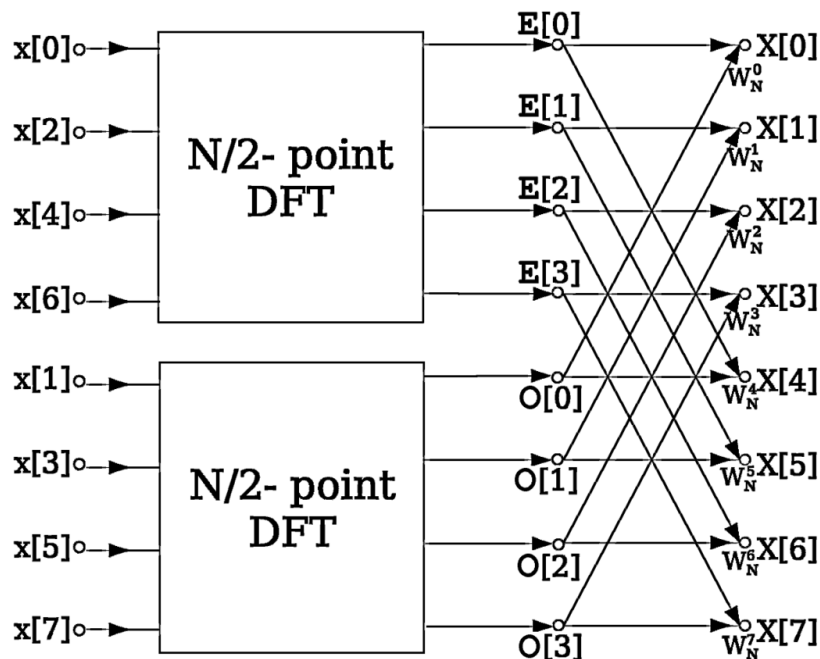 x[0]
x[2]
x[4]
x[6]
x[1]
x[3]
x[5]
x[7]
N/2- point
DFT
N/2- point
DFT
E[0]
E[1]
E[2]
E[3]
O[0]
O[1]
O[2]
O[3]
W_N^0
W_N^1
W_N^2
W_N^3
W_N^4
W_N^5
W_N^6
W_N^7
X[0]
X[1]
X[2]
X[3]
X[4]
X[5]
X[6]
X[7]